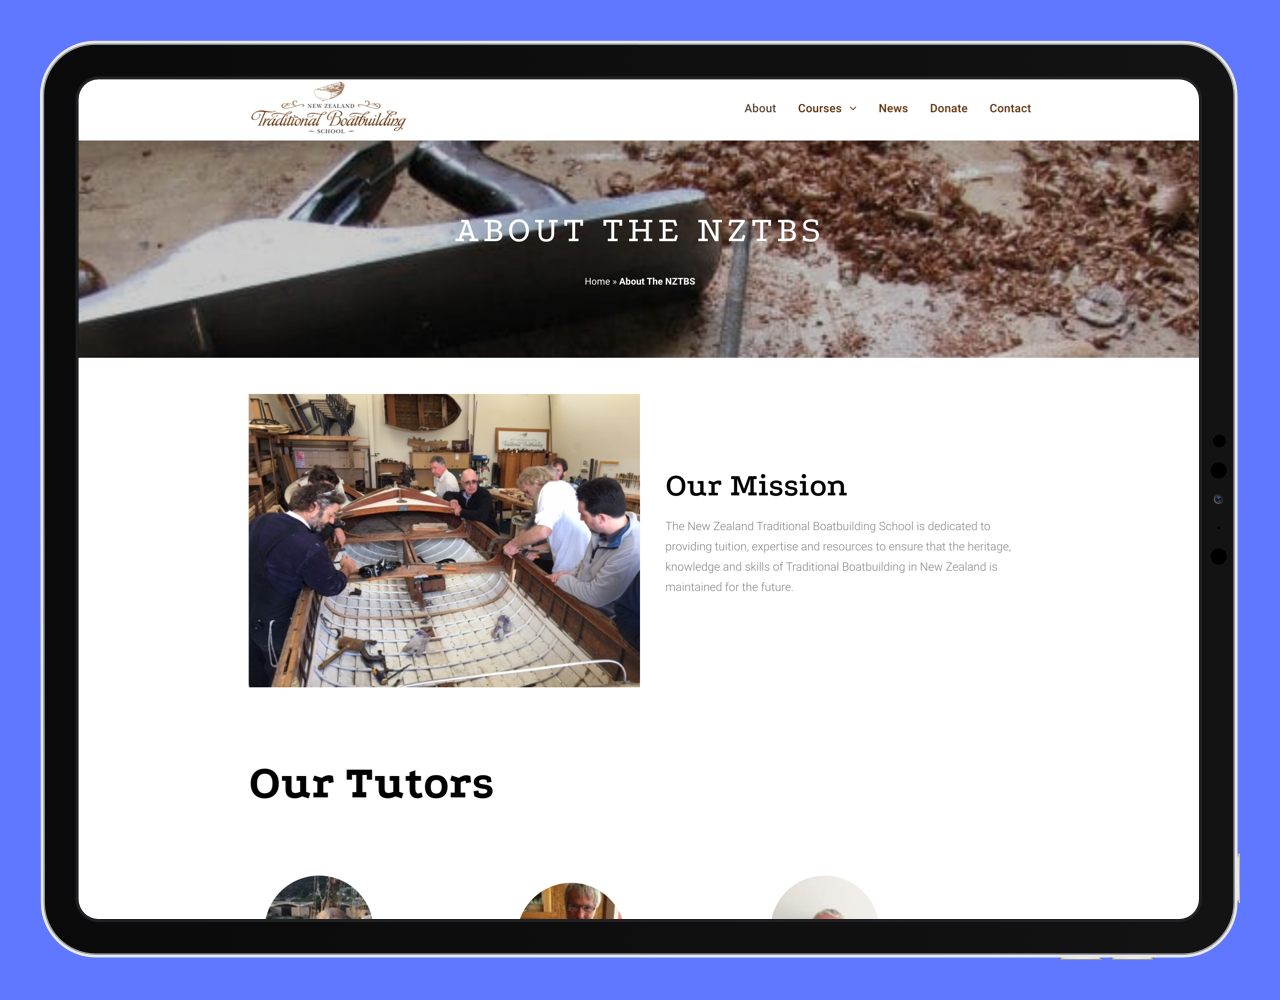 NEW ZEALAND
Traditional Boatbuilding
~ SCHOOL ~
About Courses News Donate Contact
ABOUT THE NZTBS
Home » About The NZTBS
Our Mission
The New Zealand Traditional Boatbuilding School is dedicated to
providing tuition, expertise and resources to ensure that the heritage,
knowledge and skills of Traditional Boatbuilding in New Zealand is
maintained for the future.
Our Tutors